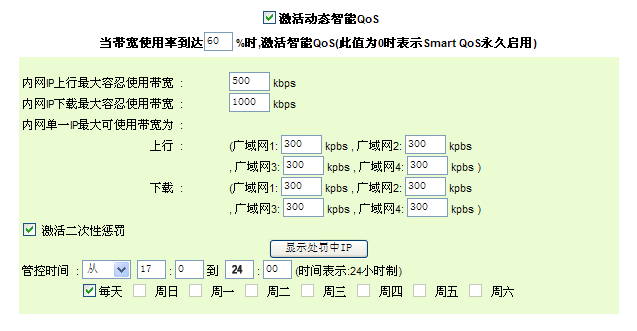 激活动态智能QoS
当带宽使用率到达 60 %时,激活智能QoS(此值为0时表示Smart QoS永久启用)
内网IP上行最大容忍使用带宽 : 500 kbps
内网IP下载最大容忍使用带宽 : 1000 kbps
内网单一IP最大可使用带宽为 :
上行 : (广域网1: 300 kpbs , 广域网2: 300 kpbs
, 广域网3: 300 kpbs , 广域网4: 300 kpbs )
下载 : (广域网1: 300 kpbs , 广域网2: 300 kpbs
, 广域网3: 300 kpbs , 广域网4: 300 kpbs )
激活二次性惩罚
显示处罚中IP
管控时间 : 从 17 : 0 到 24 : 00 (时间表示:24小时制)
每天 周日 周一 周二 周三 周四 周五 周六